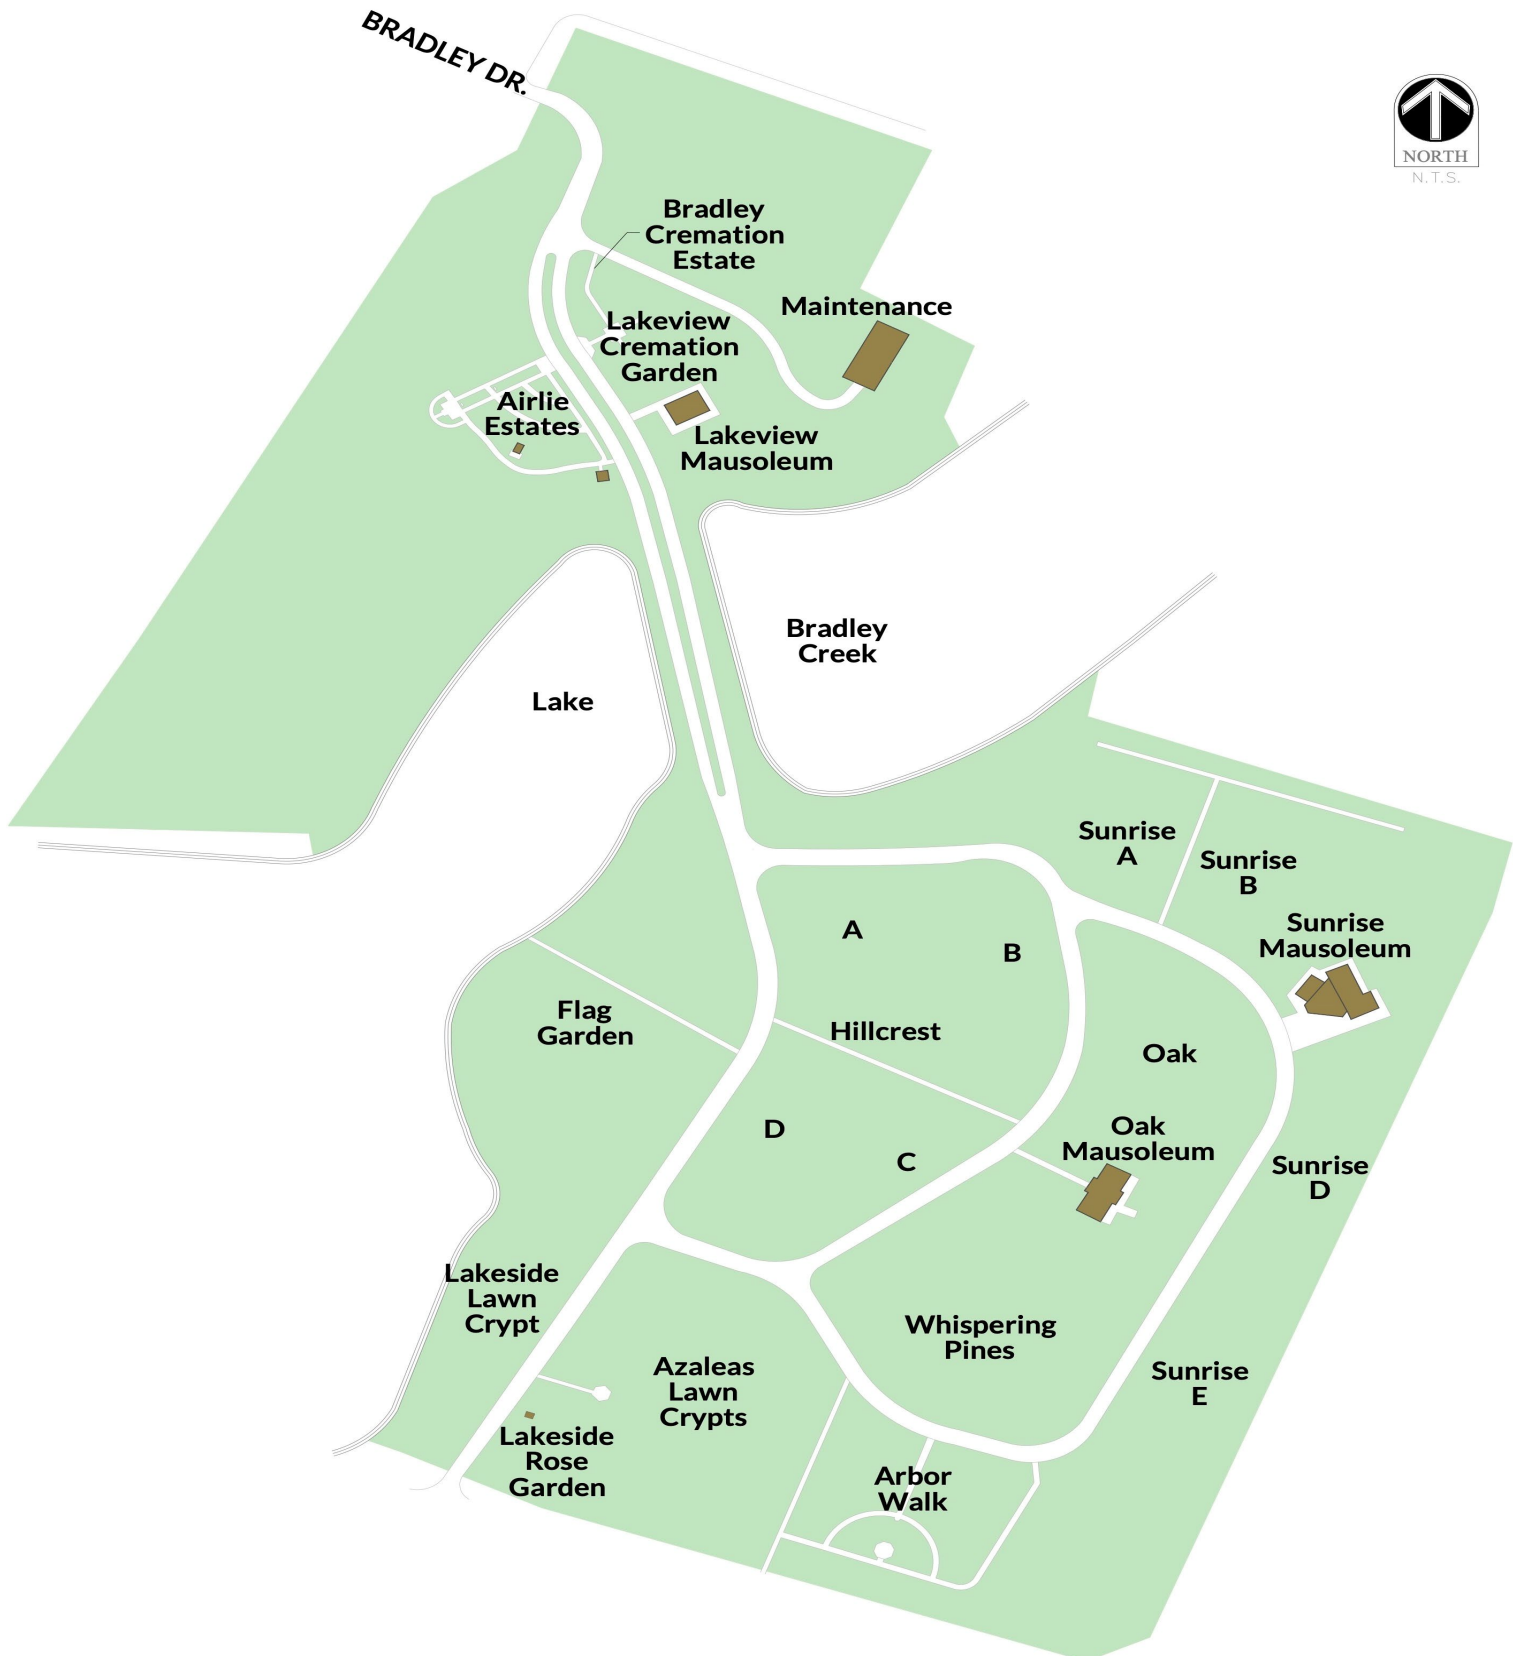 BRADLEY DR.
NORTH
N.T.S.
Bradley
Cremation
Estate
Maintenance
Lakeview
Cremation
Garden
Airlie
Estates
Lakeview
Mausoleum
Bradley
Creek
Lake
Sunrise
A
Sunrise
B
Sunrise
Mausoleum
A
B
Flag
Garden
Hillcrest
Oak
D
C
Oak
Mausoleum
Sunrise
D
Lakeside
Lawn
Crypt
Whispering
Pines
Azaleas
Lawn
Crypts
Sunrise
E
Lakeside
Rose
Garden
Arbor
Walk